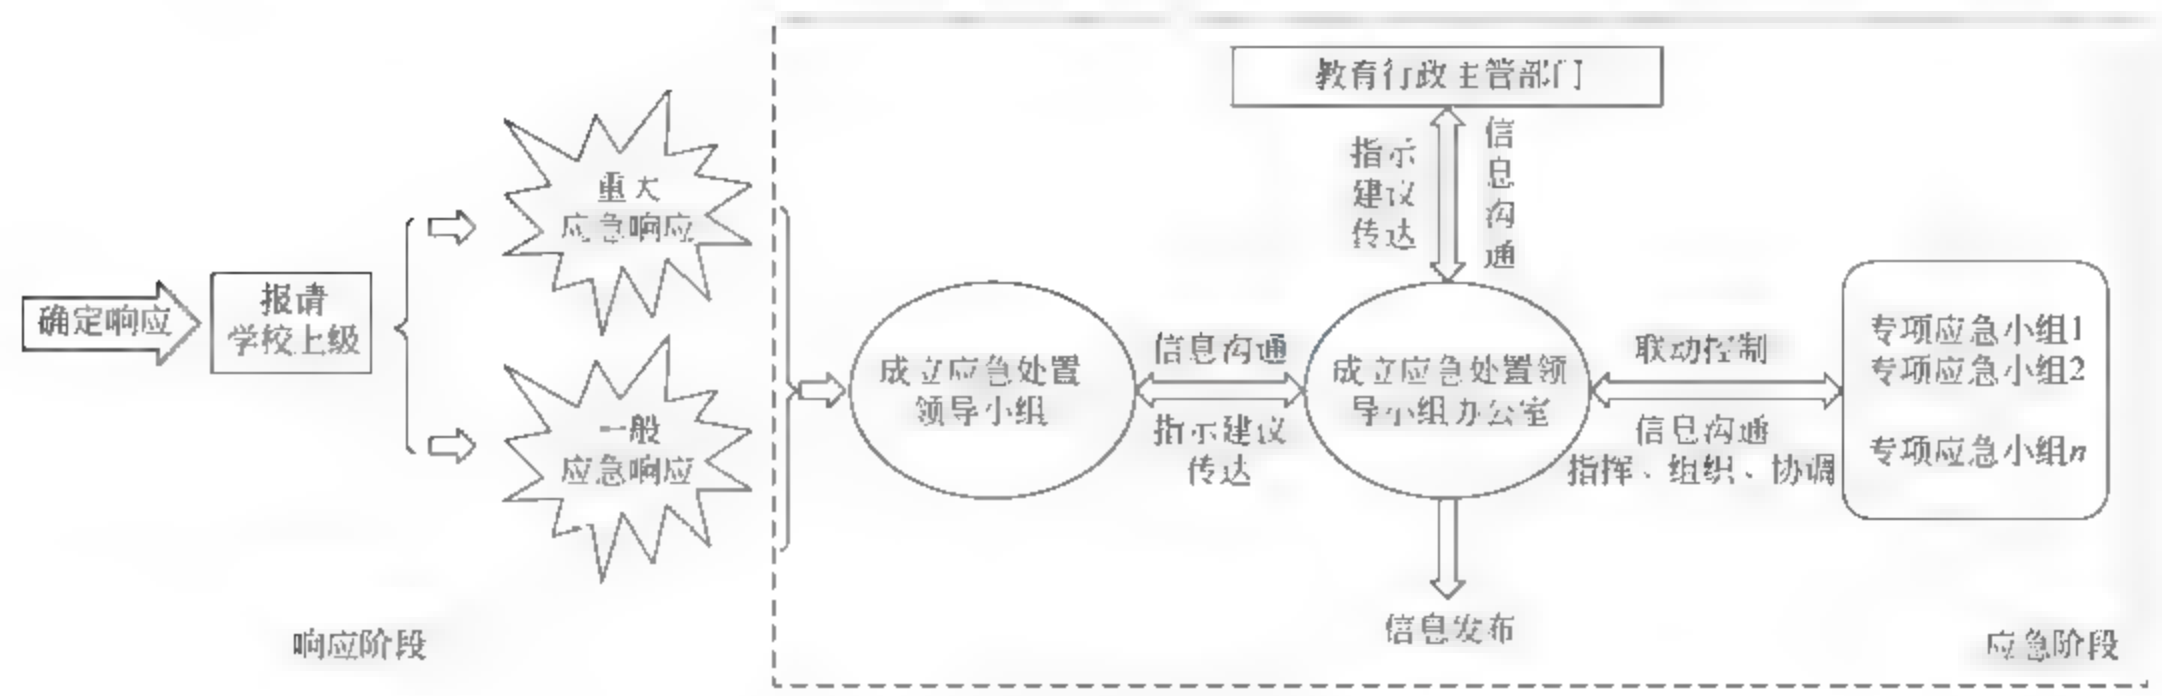 确定响应
报请
学校上级
重大
应急响应
一般
应急响应
响应阶段
成立应急处置
领导小组
信息沟通
指示建议
传达
教育行政主管部门
指示
建议
传达
信
息
沟
通
成立应急处置领
导小组办公室
信息发布
联动控制
信息沟通
指挥、组织、协调
专项应急小组1
专项应急小组2
专项应急小组n
应急阶段